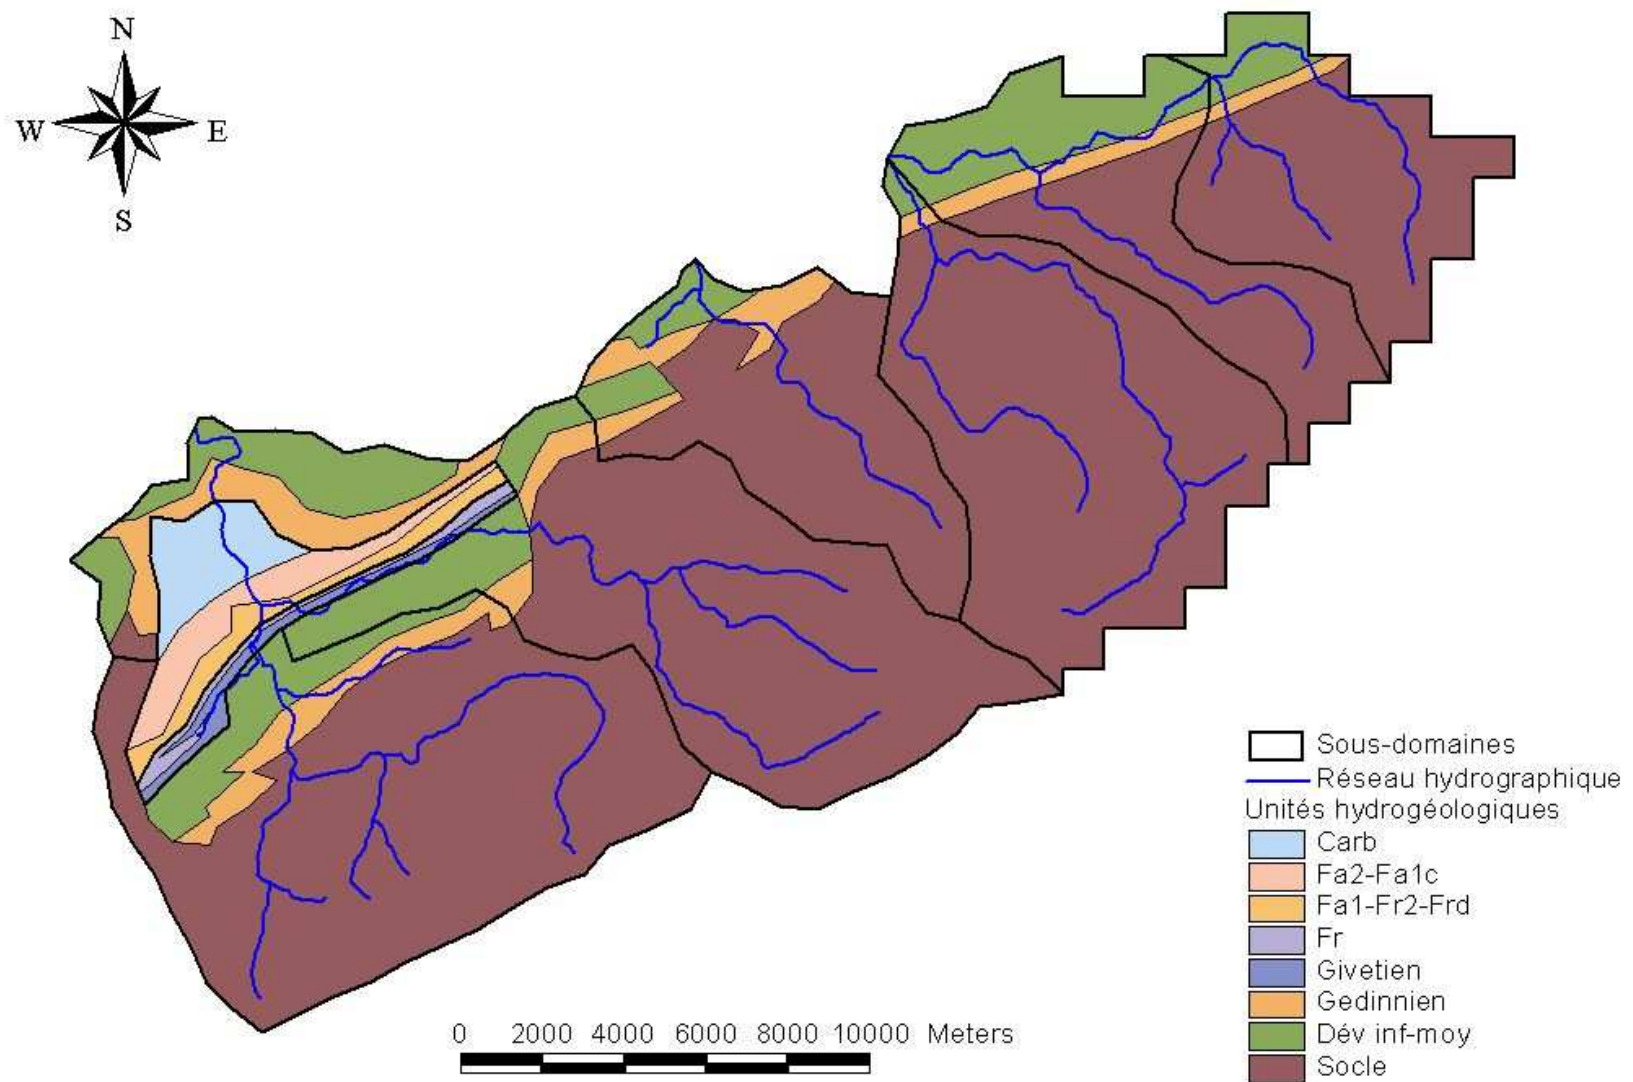 N
W E
S
Sous-domaines
Réseau hydrographique
Unités hydrogéologiques
Carb
Fa2-Fa1c
Fa1-Fr2-Frd
Fr
Givetien
Gedinnien
Dév inf-moy
Socle
0 2000 4000 6000 8000 10000 Meters